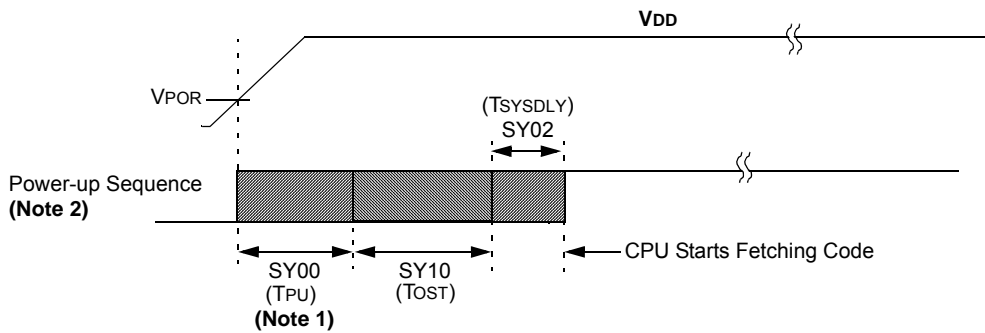 VDD
VPOR
(TSYSDLY)
SY02
Power-up Sequence
(Note 2)
CPU Starts Fetching Code
SY00
(TPU)
(Note 1)
SY10
(TOST)